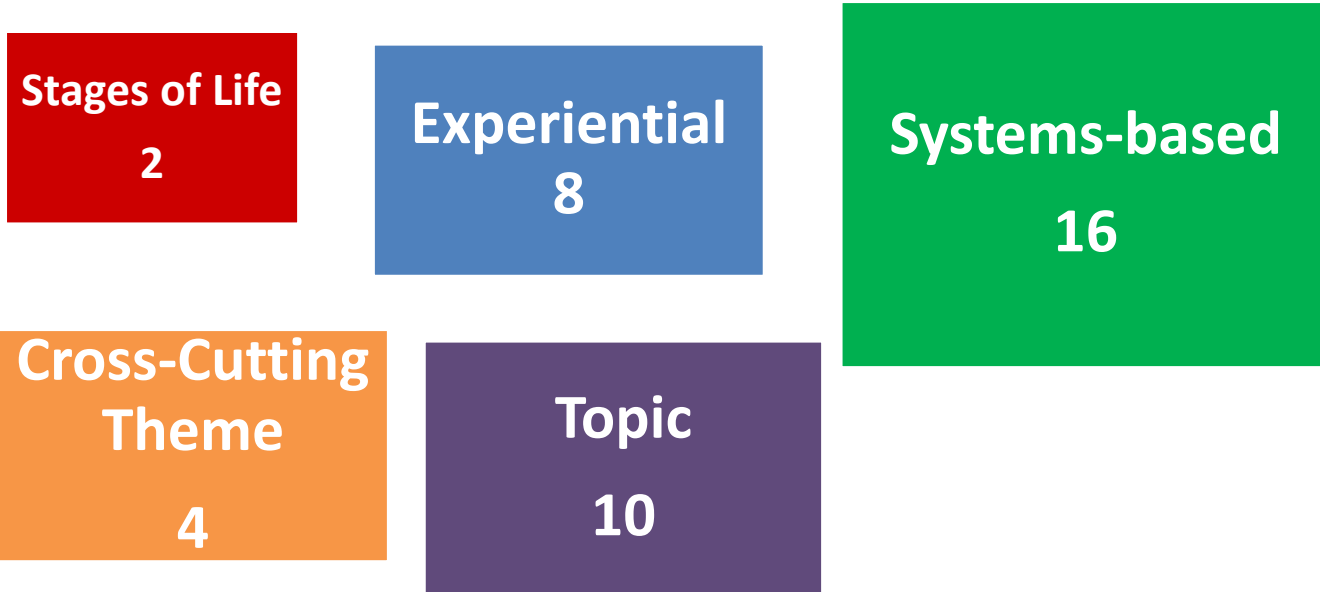 Stages of Life
2
Experiential
8
Systems-based
16
Cross-Cutting
Theme
4
Topic
10